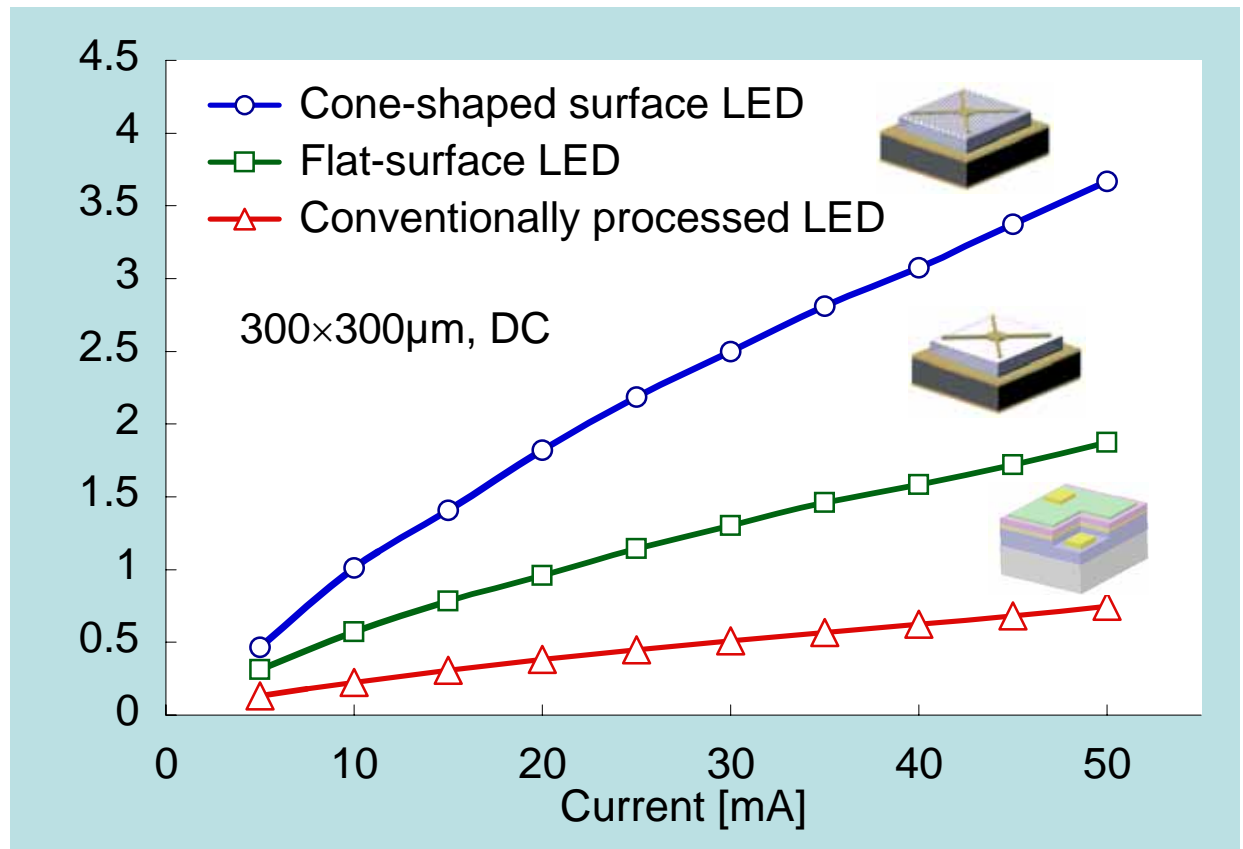 4.5
4
3.5
3
2.5
2
1.5
1
0.5
0
Cone-shaped surface LED
Flat-surface LED
Conventionally processed LED
300×300µm, DC
0 10 20 30 40 50
Current [mA]